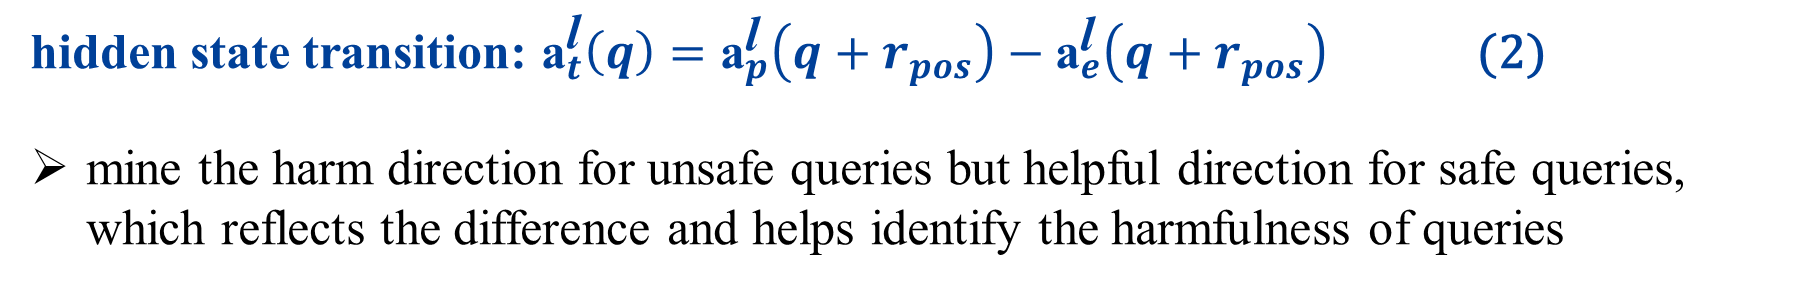 hidden state transition: a_t^l(q) = a_p^l(q + r_pos) − a_e^l(q + r_pos) (2)
➢ mine the harm direction for unsafe queries but helpful direction for safe queries,
which reflects the difference and helps identify the harmfulness of queries